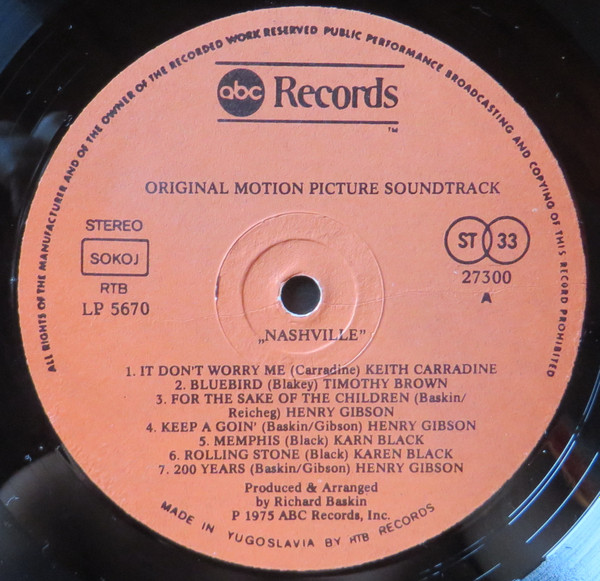 ALL RIGHTS OF THE MANUFACTURER AND OF THE OWNER OF THE RECORDED WORK RESERVED PUBLIC PERFORMANCE BROADCASTING AND COPYING OF THIS RECORD PROHIBITED
abc Records
TM
ORIGINAL MOTION PICTURE SOUNDTRACK
STEREO
SOKOJ
RTB
LP 5670
ST 33
27300
A
„NASHVILLE”
1. IT DON'T WORRY ME (Carradine) KEITH CARRADINE
2. BLUEBIRD (Blakey) TIMOTHY BROWN
3. FOR THE SAKE OF THE CHILDREN (Baskin/
Reicheg) HENRY GIBSON
4. KEEP A GOIN' (Baskin/Gibson) HENRY GIBSON
5. MEMPHIS (Black) KARN BLACK
6. ROLLING STONE (Black) KAREN BLACK
7. 200 YEARS (Baskin/Gibson) HENRY GIBSON
Produced & Arranged
by Richard Baskin
P 1975 ABC Records, Inc.
MADE IN YUGOSLAVIA BY RTB RECORDS